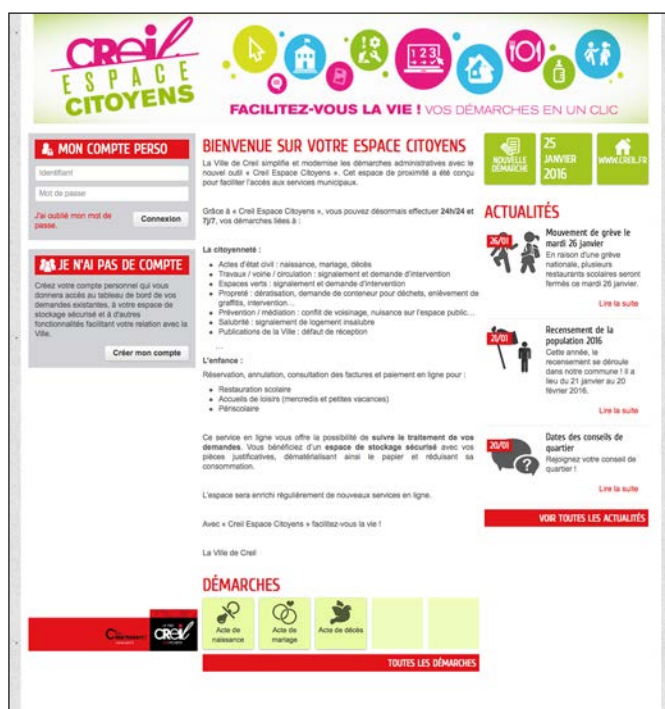 CREIL
ESPACE
CITOYENS
1 2 3
FACILITEZ-VOUS LA VIE ! VOS DÉMARCHES EN UN CLIC
MON COMPTE PERSO
Identifiant
Mot de passe
J'ai oublié mon mot de
passe.
Connexion
JE N'AI PAS DE COMPTE
Créez votre compte personnel qui vous
donnera accès au tableau de bord de vos
demandes existantes, à votre espace de
stockage sécurisé et à d'autres
fonctionnalités facilitant votre relation avec la
Ville.
Créer mon compte
BIENVENUE SUR VOTRE ESPACE CITOYENS
La Ville de Creil simplifie et modernise les démarches administratives avec le
nouvel outil « Creil Espace Citoyens ». Cet espace de proximité a été conçu
pour faciliter l'accès aux services municipaux.
Grâce à « Creil Espace Citoyens », vous pouvez désormais effectuer 24h/24 et
7j/7, vos démarches liées à :
La citoyenneté :
Actes d'état civil : naissance, mariage, décès
Travaux / voirie / circulation : signalement et demande d'intervention
Espaces verts : signalement et demande d'intervention
Propreté : dératisation, demande de conteneur pour déchets, enlèvement de
graffitis, intervention…
Prévention / médiation : conflit de voisinage, nuisance sur l'espace public…
Salubrité : signalement de logement insalubre
Publications de la Ville : défaut de réception
…
L'enfance :
Réservation, annulation, consultation des factures et paiement en ligne pour :
Restauration scolaire
Accueils de loisirs (mercredis et petites vacances)
Périscolaire
Ce service en ligne vous offre la possibilité de suivre le traitement de vos
demandes. Vous bénéficiez d'un espace de stockage sécurisé avec vos
pièces justificatives, dématérialisant ainsi le papier et réduisant sa
consommation.
L'espace sera enrichi régulièrement de nouveaux services en ligne.
Avec « Creil Espace Citoyens » facilitez-vous la vie !
La Ville de Creil
DÉMARCHES
Acte de
naissance
Acte de
mariage
Acte de décès
TOUTES LES DÉMARCHES
NOUVELLE
DÉMARCHE
25
JANVIER
2016
WWW.CREIL.FR
ACTUALITÉS
26/01
Mouvement de grève le
mardi 26 janvier
En raison d'une grève
nationale, plusieurs
restaurants scolaires seront
fermés ce mardi 26 janvier.
Lire la suite
21/01
Recensement de la
population 2016
Cette année, le
recensement se déroule
dans notre commune ! Il a
lieu du 21 janvier au 20
février 2016.
Lire la suite
20/01
Dates des conseils de
quartier
Rejoignez votre conseil de
quartier !
Lire la suite
VOIR TOUTES LES ACTUALITÉS
CREIL